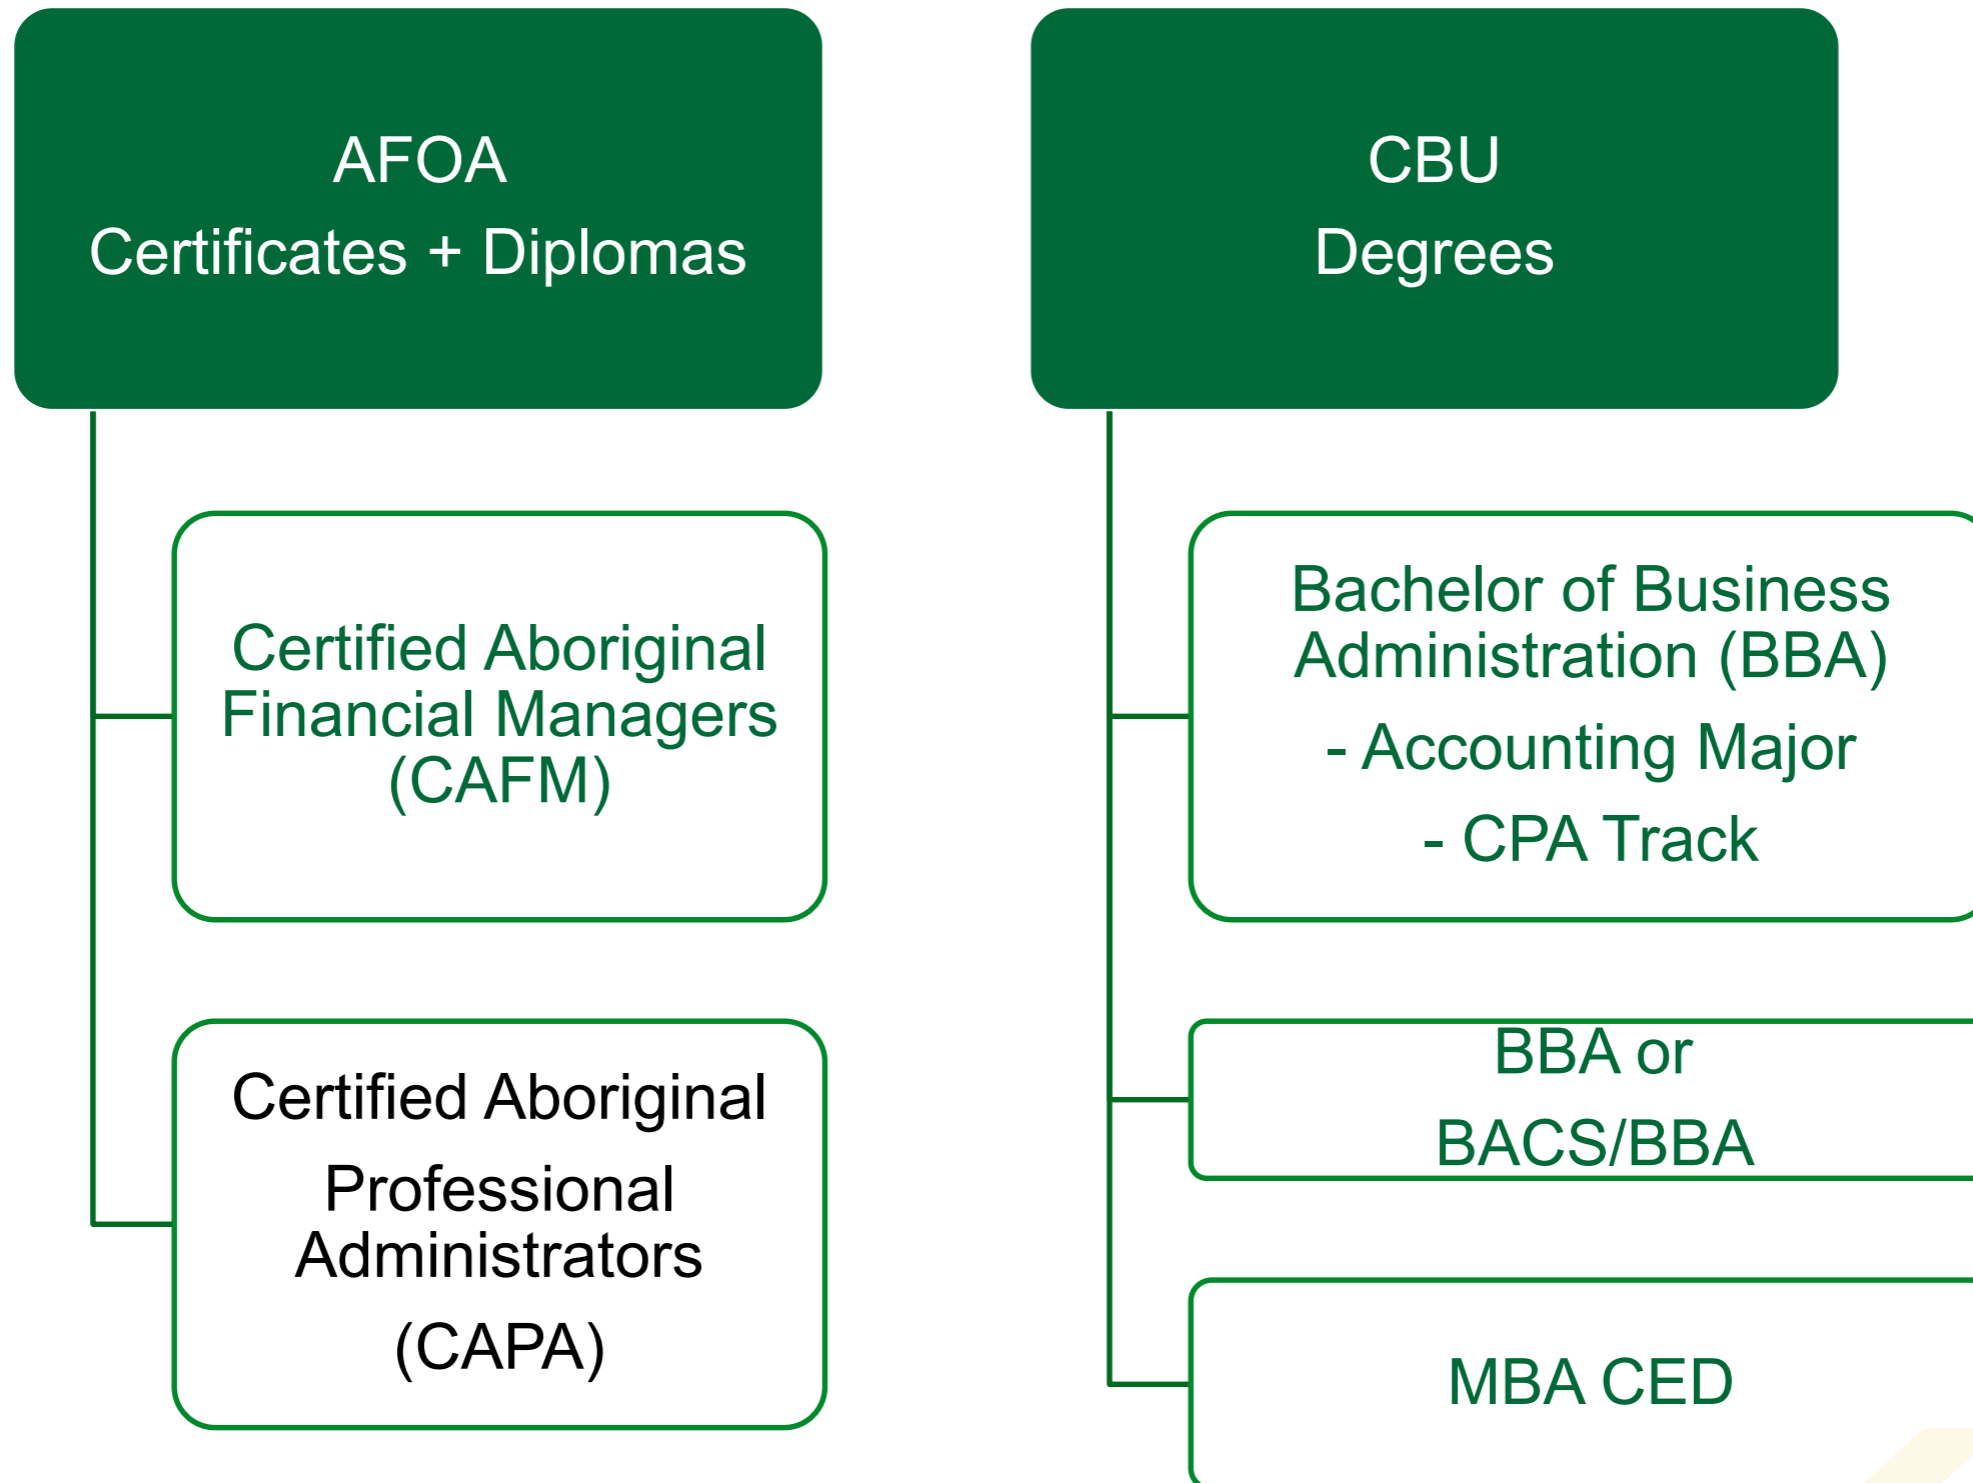 AFOA
Certificates + Diplomas
Certified Aboriginal
Financial Managers
(CAFM)
Certified Aboriginal
Professional
Administrators
(CAPA)
CBU
Degrees
Bachelor of Business
Administration (BBA)
- Accounting Major
- CPA Track
BBA or
BACS/BBA
MBA CED